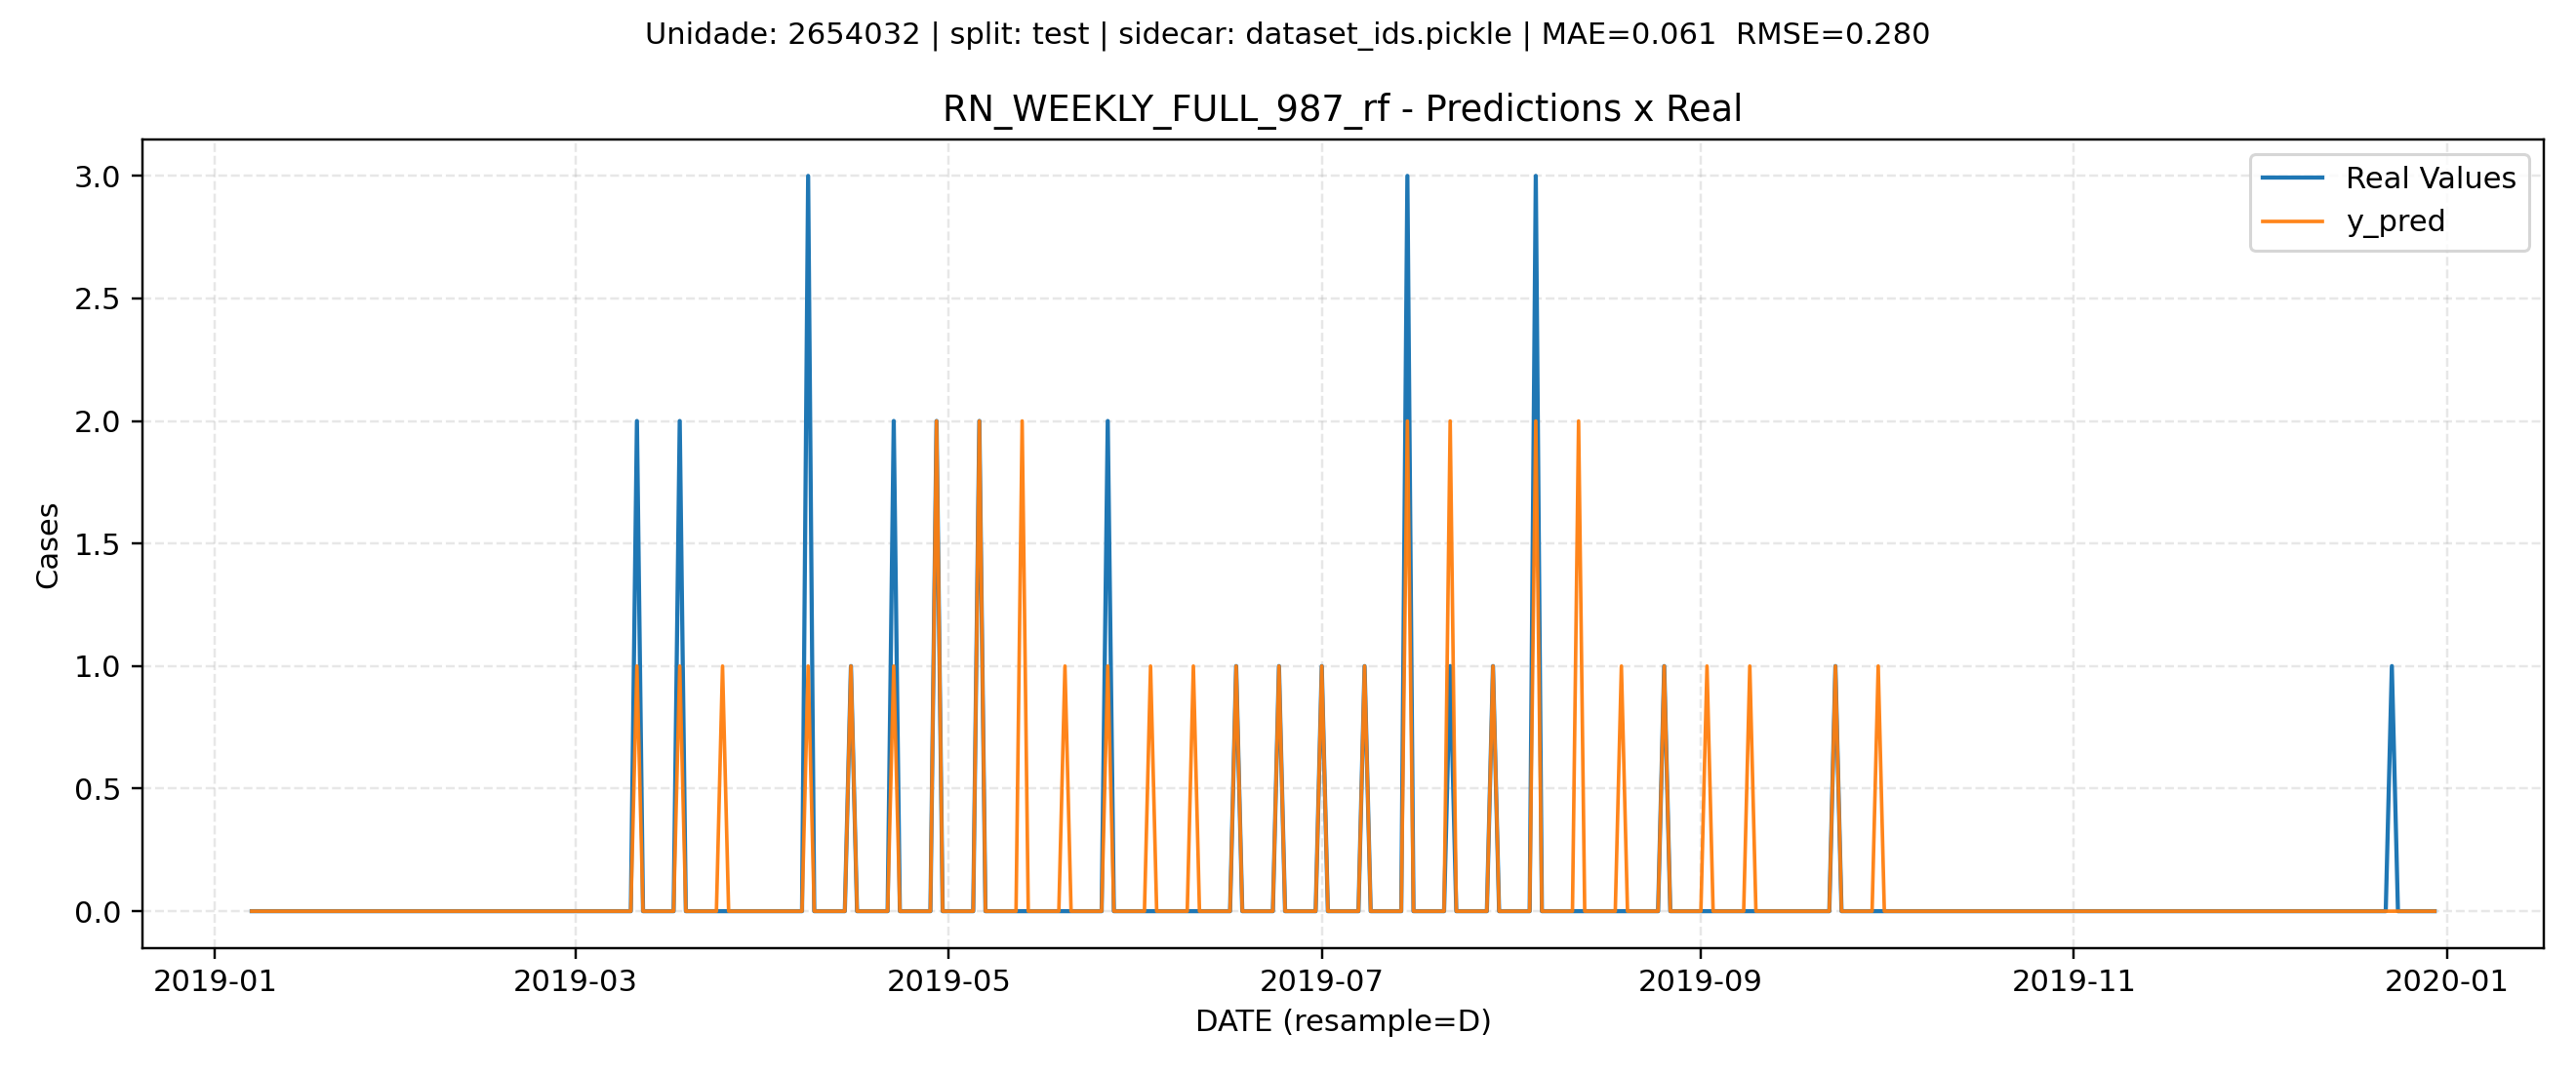 Unidade: 2654032 | split: test | sidecar: dataset_ids.pickle | MAE=0.061  RMSE=0.280
RN_WEEKLY_FULL_987_rf - Predictions x Real
Real Values
y_pred
Cases
3.0
2.5
2.0
1.5
1.0
0.5
0.0
2019-01
2019-03
2019-05
2019-07
2019-09
2019-11
2020-01
DATE (resample=D)